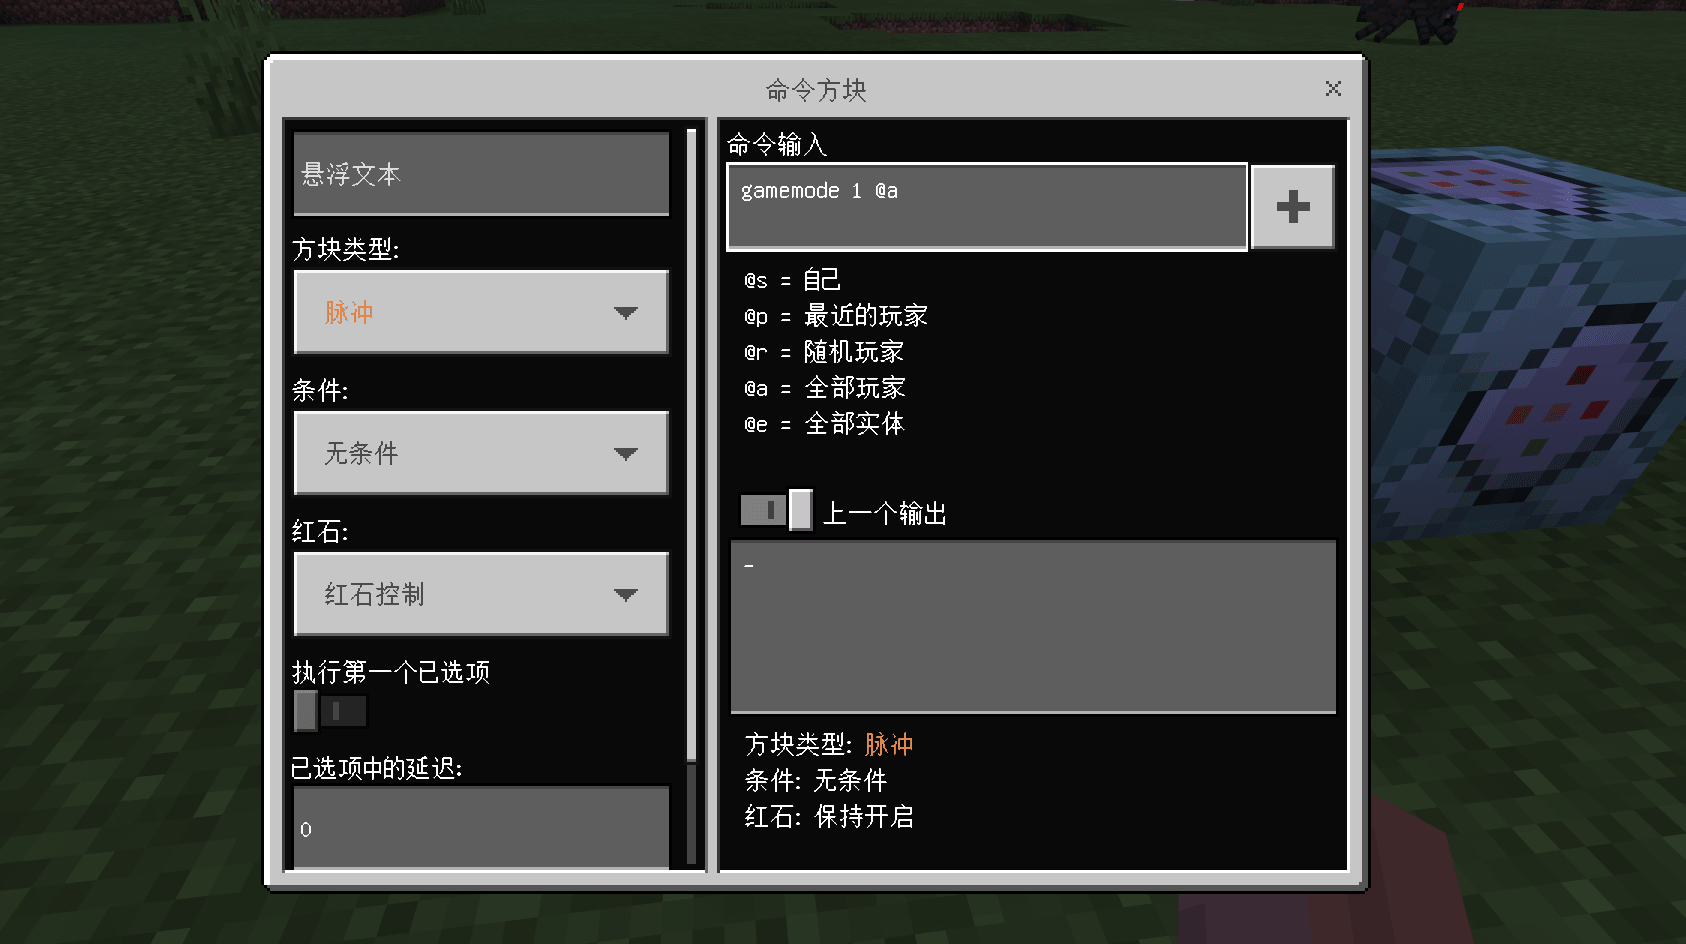 命令方块
悬浮文本
方块类型:
脉冲
条件:
无条件
红石:
红石控制
执行第一个已选项
已选项中的延迟:
0
命令输入
gamemode 1 @a
@s = 自己
@p = 最近的玩家
@r = 随机玩家
@a = 全部玩家
@e = 全部实体
上一个输出
-
方块类型: 脉冲
条件: 无条件
红石: 保持开启